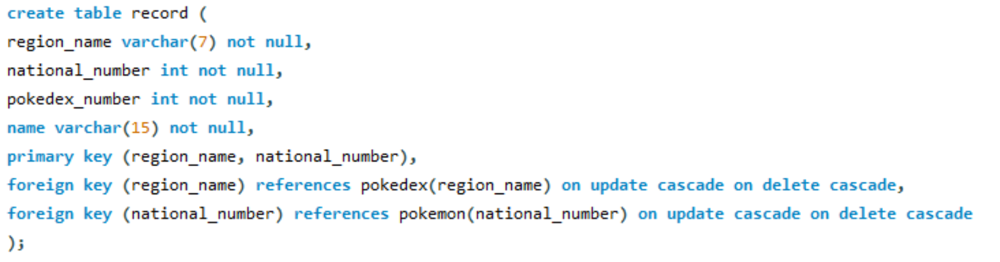 create table record (
region_name varchar(7) not null,
national_number int not null,
pokedex_number int not null,
name varchar(15) not null,
primary key (region_name, national_number),
foreign key (region_name) references pokedex(region_name) on update cascade on delete cascade,
foreign key (national_number) references pokemon(national_number) on update cascade on delete cascade
);